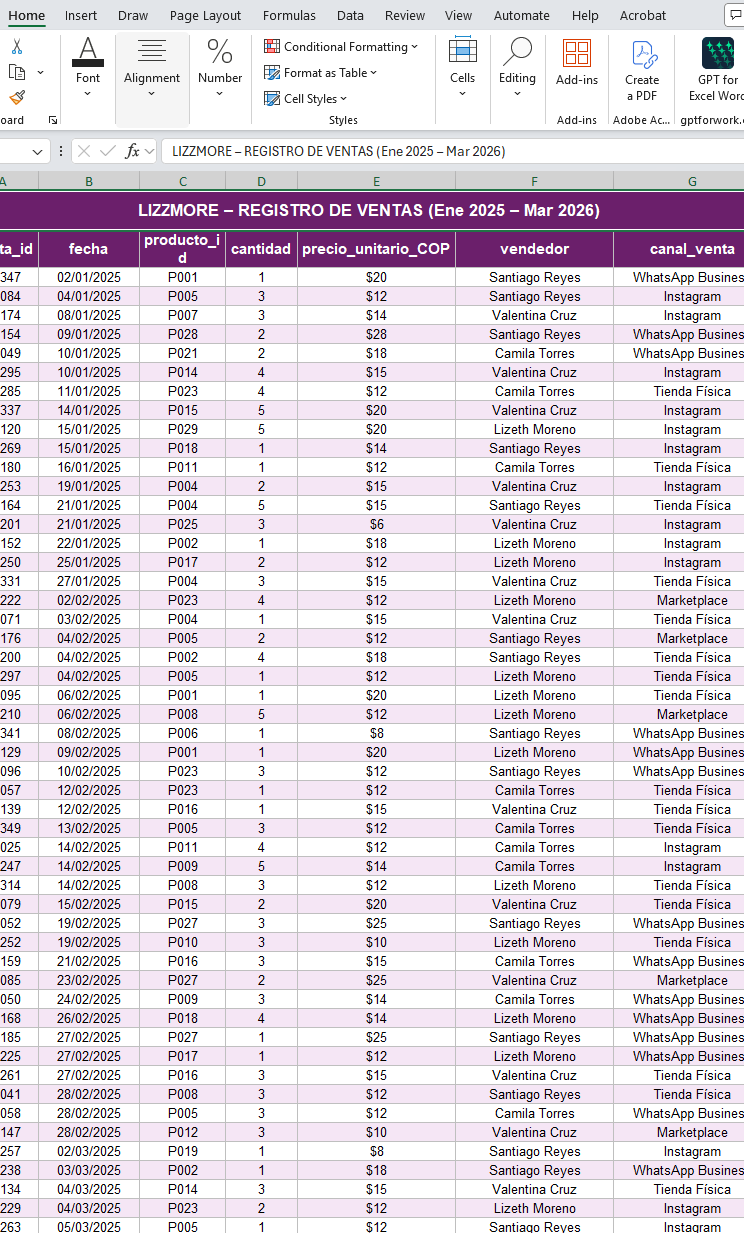 Home Insert Draw Page Layout Formulas Data Review View Automate Help Acrobat
Font Alignment Number Conditional Formatting Format as Table Cell Styles Cells Editing Add-ins Create a PDF GPT for Excel Word
oard Styles Add-ins Adobe Ac... gptforwork.c
fx LIZZMORE – REGISTRO DE VENTAS (Ene 2025 – Mar 2026)
A B C D E F G
LIZZMORE – REGISTRO DE VENTAS (Ene 2025 – Mar 2026)
ta_id fecha producto_id cantidad precio_unitario_COP vendedor canal_venta
347 02/01/2025 P001 1 $20 Santiago Reyes WhatsApp Busines
084 04/01/2025 P005 3 $12 Santiago Reyes Instagram
174 08/01/2025 P007 3 $14 Valentina Cruz Instagram
154 09/01/2025 P028 2 $28 Santiago Reyes WhatsApp Busines
049 10/01/2025 P021 2 $18 Camila Torres WhatsApp Busines
295 10/01/2025 P014 4 $15 Valentina Cruz Instagram
285 11/01/2025 P023 4 $12 Camila Torres Tienda Física
337 14/01/2025 P015 5 $20 Valentina Cruz Instagram
120 15/01/2025 P029 5 $20 Lizeth Moreno Instagram
269 15/01/2025 P018 1 $14 Santiago Reyes Instagram
180 16/01/2025 P011 1 $12 Camila Torres Tienda Física
253 19/01/2025 P004 2 $15 Valentina Cruz Instagram
164 21/01/2025 P004 5 $15 Santiago Reyes Tienda Física
201 21/01/2025 P025 3 $6 Valentina Cruz Instagram
152 22/01/2025 P002 1 $18 Lizeth Moreno Instagram
250 25/01/2025 P017 2 $12 Lizeth Moreno Instagram
331 27/01/2025 P004 3 $15 Valentina Cruz Tienda Física
222 02/02/2025 P023 4 $12 Lizeth Moreno Marketplace
071 03/02/2025 P004 1 $15 Valentina Cruz Tienda Física
176 04/02/2025 P005 2 $12 Santiago Reyes Marketplace
200 04/02/2025 P002 4 $18 Santiago Reyes Tienda Física
297 04/02/2025 P005 1 $12 Lizeth Moreno Tienda Física
095 06/02/2025 P001 1 $20 Lizeth Moreno Tienda Física
210 06/02/2025 P008 5 $12 Lizeth Moreno Marketplace
341 08/02/2025 P006 1 $8 Santiago Reyes WhatsApp Busines
129 09/02/2025 P001 1 $20 Lizeth Moreno WhatsApp Busines
096 10/02/2025 P023 3 $12 Santiago Reyes WhatsApp Busines
057 12/02/2025 P023 1 $12 Camila Torres Tienda Física
139 12/02/2025 P016 1 $15 Valentina Cruz Tienda Física
349 13/02/2025 P005 3 $12 Camila Torres Tienda Física
025 14/02/2025 P011 4 $12 Camila Torres Instagram
247 14/02/2025 P009 5 $14 Camila Torres Instagram
314 14/02/2025 P008 3 $12 Lizeth Moreno Tienda Física
079 15/02/2025 P015 2 $20 Valentina Cruz Tienda Física
052 19/02/2025 P027 3 $25 Santiago Reyes WhatsApp Busines
252 19/02/2025 P010 3 $10 Lizeth Moreno Tienda Física
159 21/02/2025 P016 3 $15 Camila Torres WhatsApp Busines
085 23/02/2025 P027 2 $25 Valentina Cruz Marketplace
050 24/02/2025 P009 3 $14 Camila Torres WhatsApp Busines
168 26/02/2025 P018 4 $14 Lizeth Moreno WhatsApp Busines
185 27/02/2025 P027 1 $25 Santiago Reyes WhatsApp Busines
225 27/02/2025 P017 1 $12 Lizeth Moreno WhatsApp Busines
261 27/02/2025 P016 3 $15 Valentina Cruz Tienda Física
041 28/02/2025 P008 3 $12 Santiago Reyes Tienda Física
058 28/02/2025 P005 3 $12 Camila Torres WhatsApp Busines
147 28/02/2025 P012 3 $10 Valentina Cruz Marketplace
257 02/03/2025 P019 1 $8 Santiago Reyes Instagram
238 03/03/2025 P002 1 $18 Santiago Reyes WhatsApp Busines
134 04/03/2025 P014 3 $15 Valentina Cruz Tienda Física
229 04/03/2025 P023 2 $12 Lizeth Moreno Instagram
263 05/03/2025 P005 1 $12 Santiago Reyes Instagram